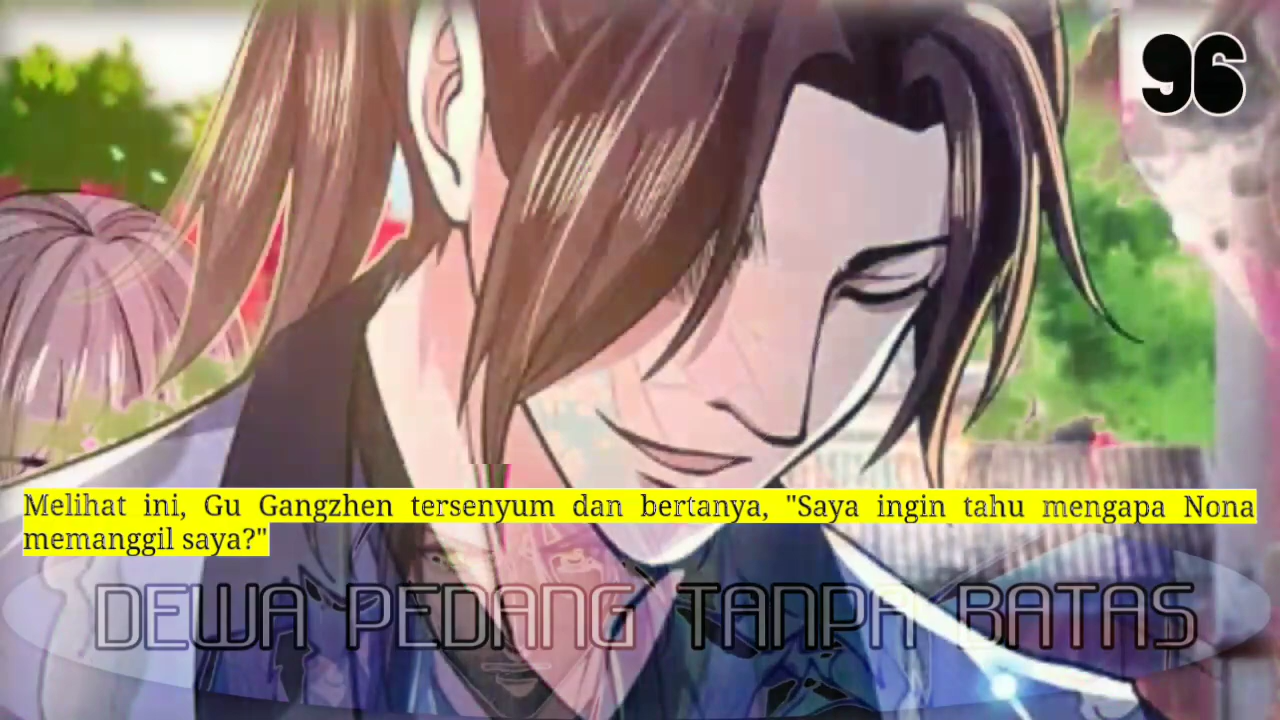 96
Melihat ini, Gu Gangzhen tersenyum dan bertanya, "Saya ingin tahu mengapa Nona
memanggil saya?"
DEWA PEDANG TANPA BATAS